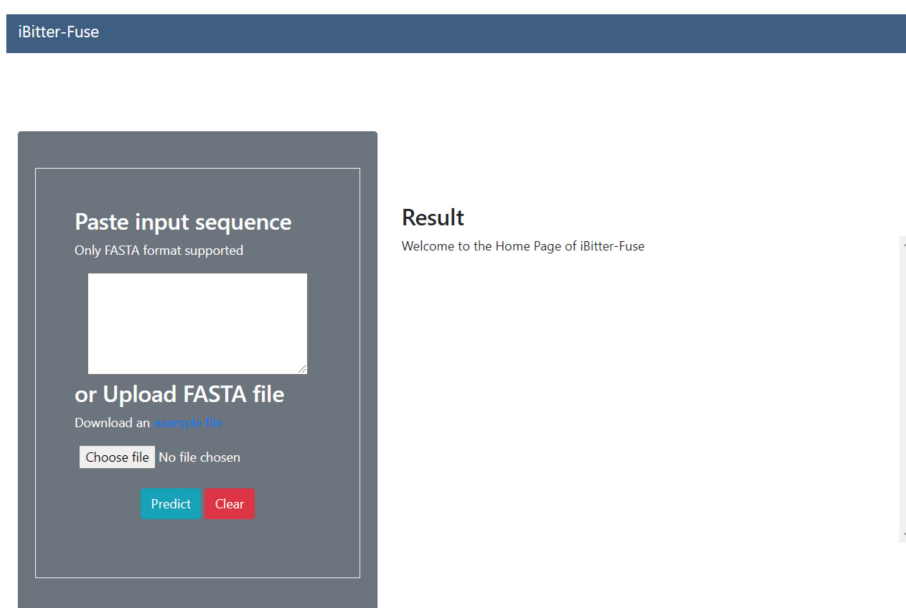 iBitter-Fuse
Paste input sequence
Only FASTA format supported
or Upload FASTA file
Download an example file
Choose file No file chosen
Predict Clear
Result
Welcome to the Home Page of iBitter-Fuse